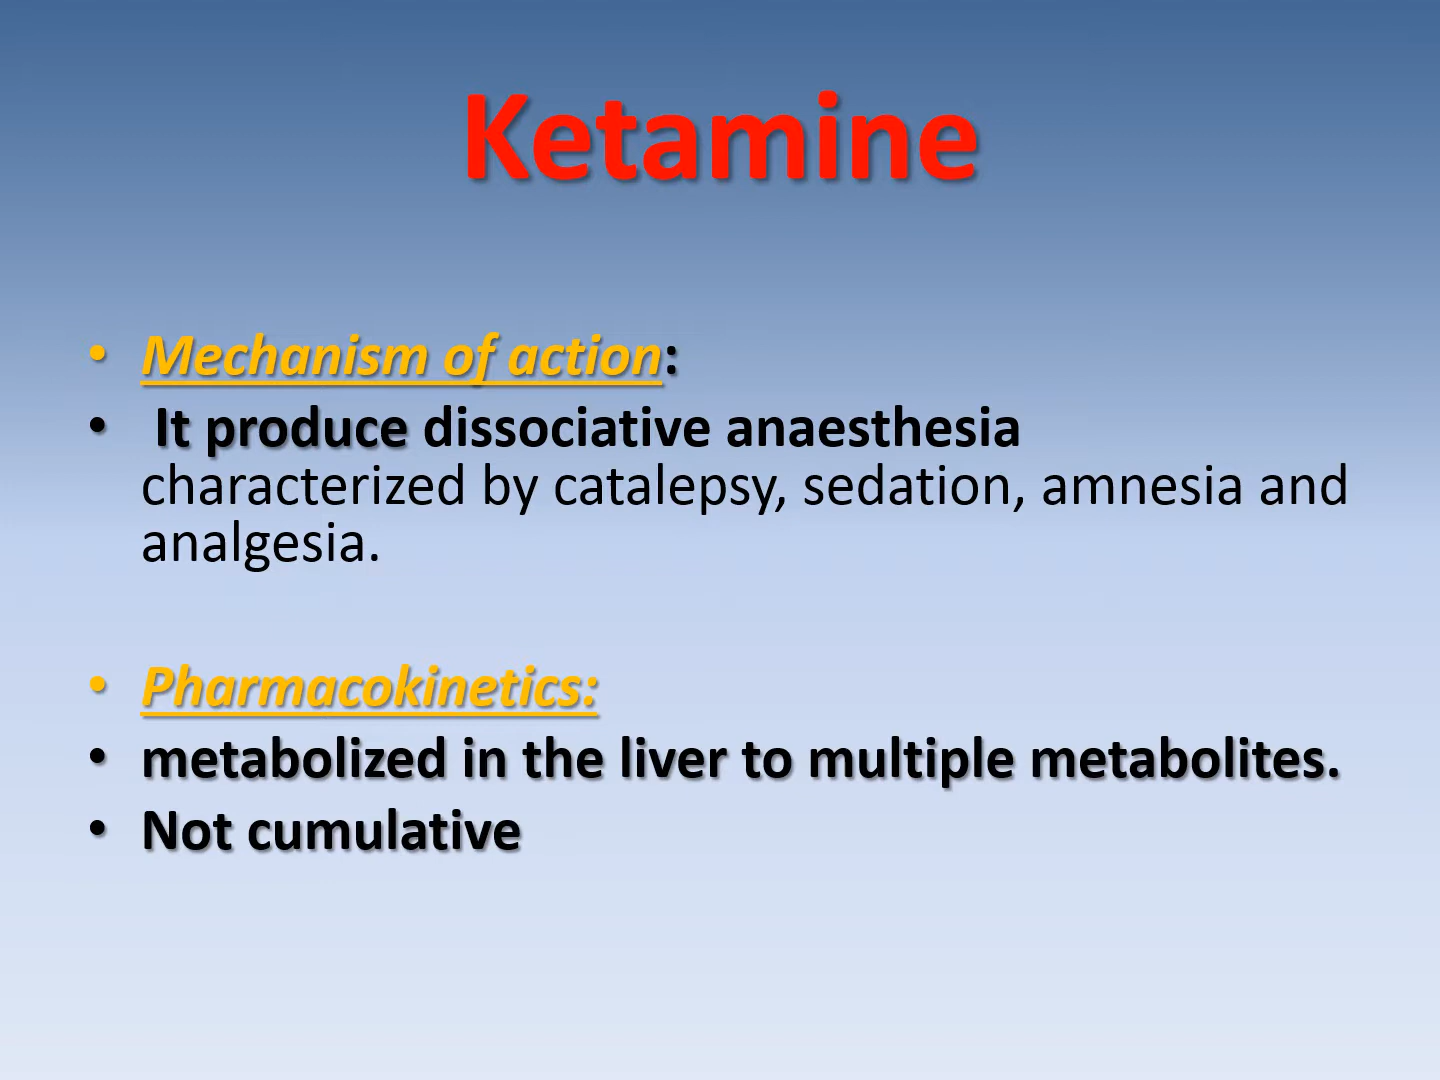 Ketamine
• Mechanism of action:
• It produce dissociative anaesthesia
characterized by catalepsy, sedation, amnesia and
analgesia.
• Pharmacokinetics:
• metabolized in the liver to multiple metabolites.
• Not cumulative